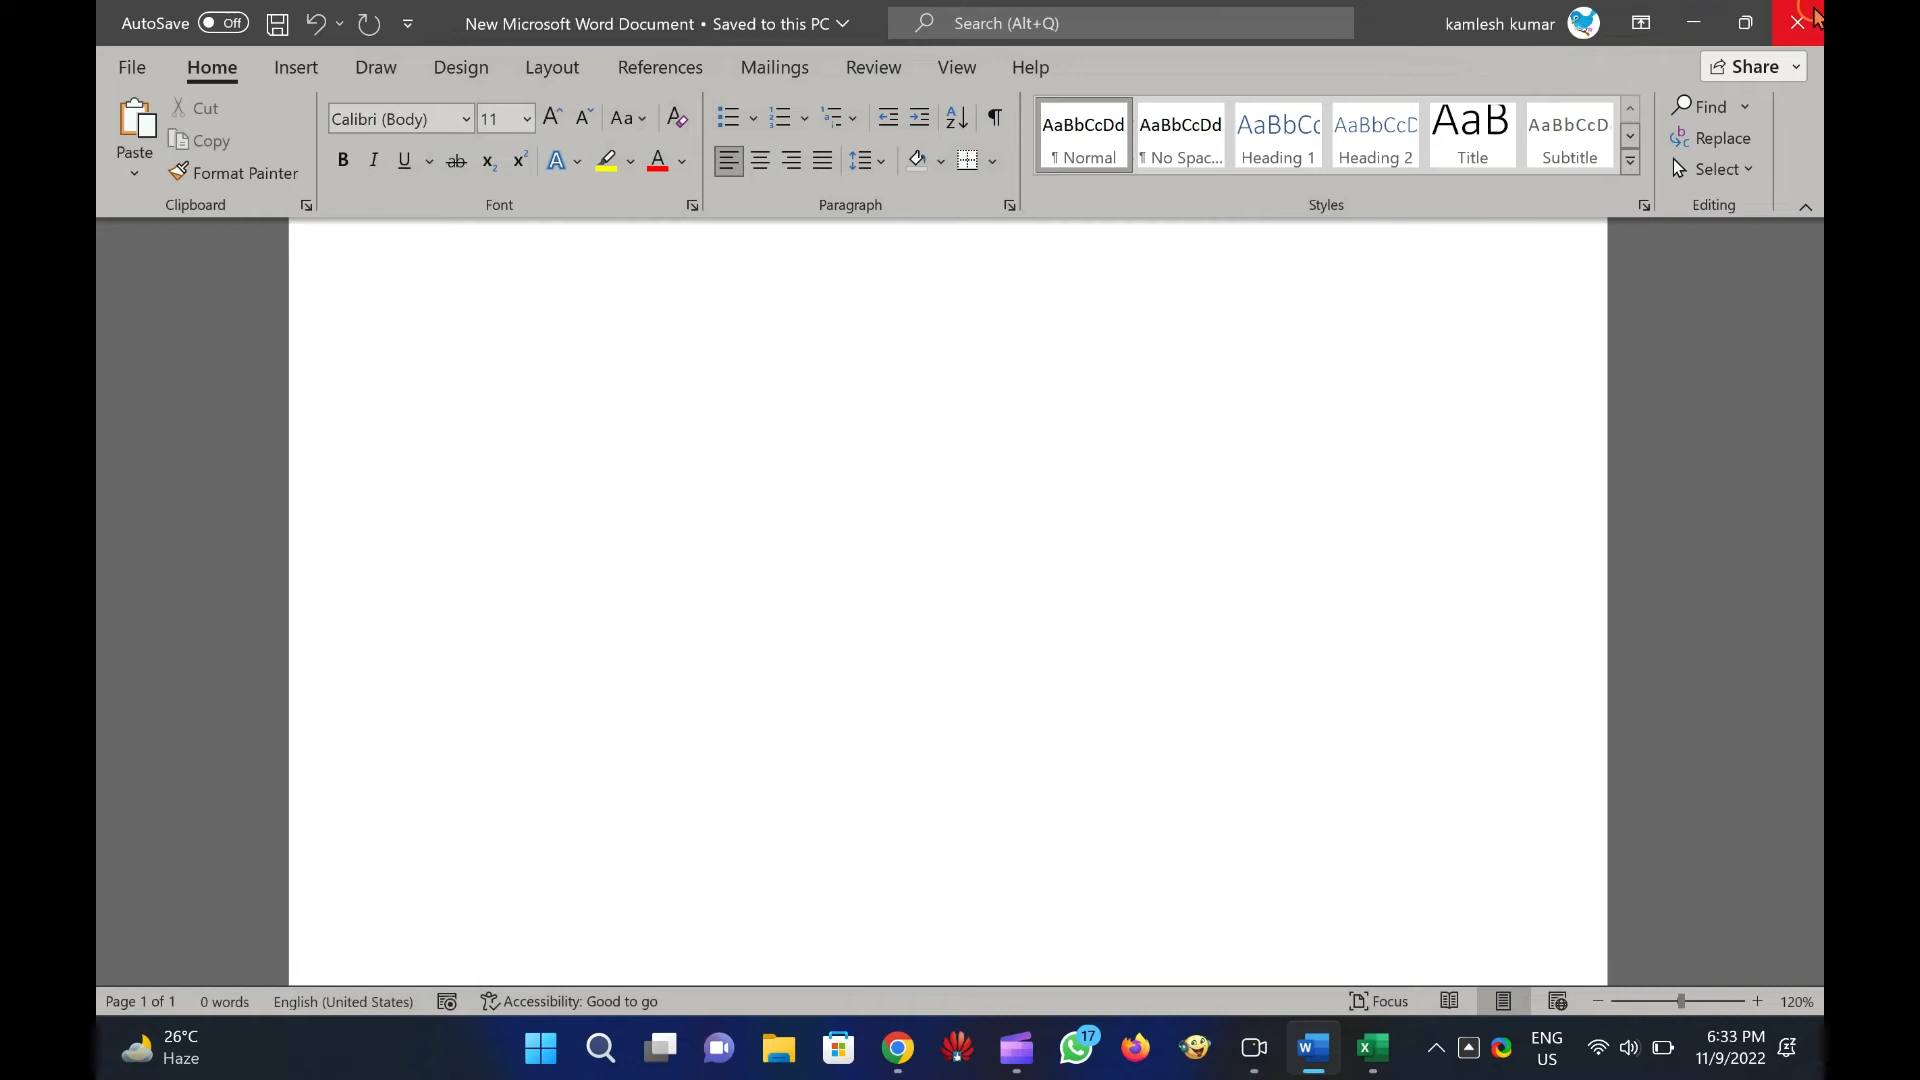 AutoSave Off New Microsoft Word Document • Saved to this PC Search (Alt+Q) kamlesh kumar
File Home Insert Draw Design Layout References Mailings Review View Help Share
Paste
Cut
Copy
Format Painter
Clipboard
Calibri (Body) 11 A A Aa A
B I U ab x2 x2 A A
Font
Paragraph
AaBbCcDd AaBbCcDd AaBbCc AaBbCcD AaB AaBbCcD
¶ Normal ¶ No Spac... Heading 1 Heading 2 Title Subtitle
Styles
Find
Replace
Select
Editing
Page 1 of 1 0 words English (United States) Accessibility: Good to go Focus 120%
26°C
Haze
17
ENG
US
6:33 PM
11/9/2022